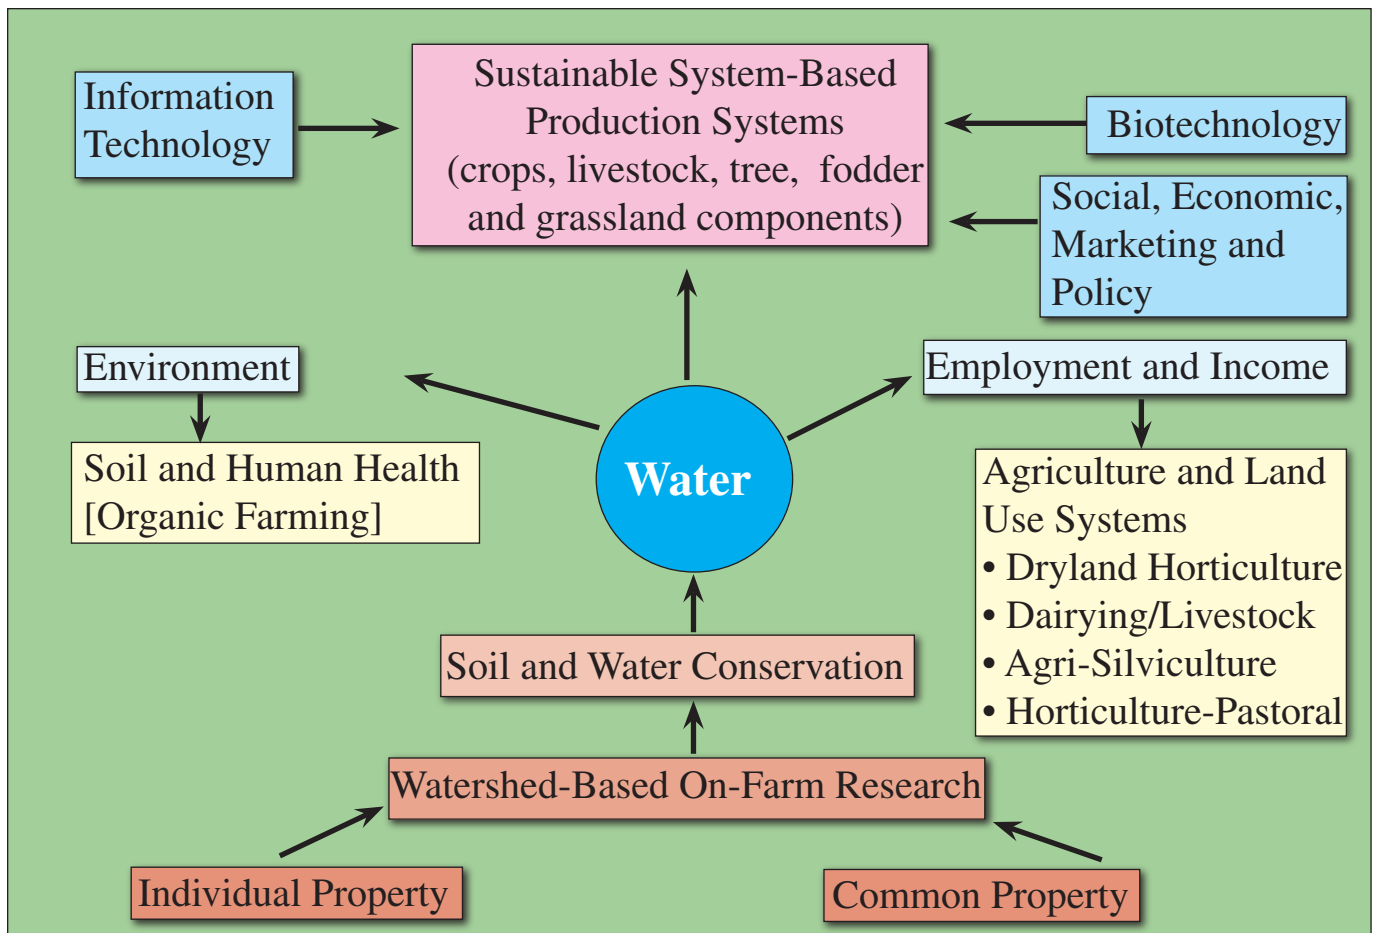 Sustainable System-Based
Production Systems
(crops, livestock, tree, fodder
and grassland components)
Information
Technology
Biotechnology
Social, Economic,
Marketing and
Policy
Environment
Employment and Income
Soil and Human Health
[Organic Farming]
Water
Agriculture and Land
Use Systems
• Dryland Horticulture
• Dairying/Livestock
• Agri-Silviculture
• Horticulture-Pastoral
Soil and Water Conservation
Watershed-Based On-Farm Research
Individual Property
Common Property